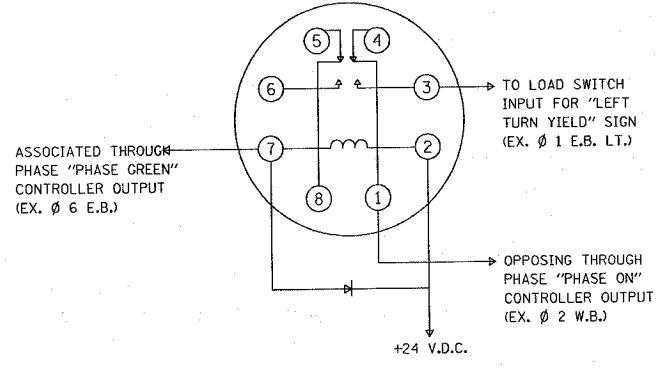 5
4
6
3
TO LOAD SWITCH
INPUT FOR "LEFT
TURN YIELD" SIGN
(EX. Ø 1 E.B. LT.)
ASSOCIATED THROUGH
PHASE "PHASE GREEN"
CONTROLLER OUTPUT
(EX. Ø 6 E.B.)
7
2
8
1
OPPOSING THROUGH
PHASE "PHASE ON"
CONTROLLER OUTPUT
(EX. Ø 2 W.B.)
+24 V.D.C.